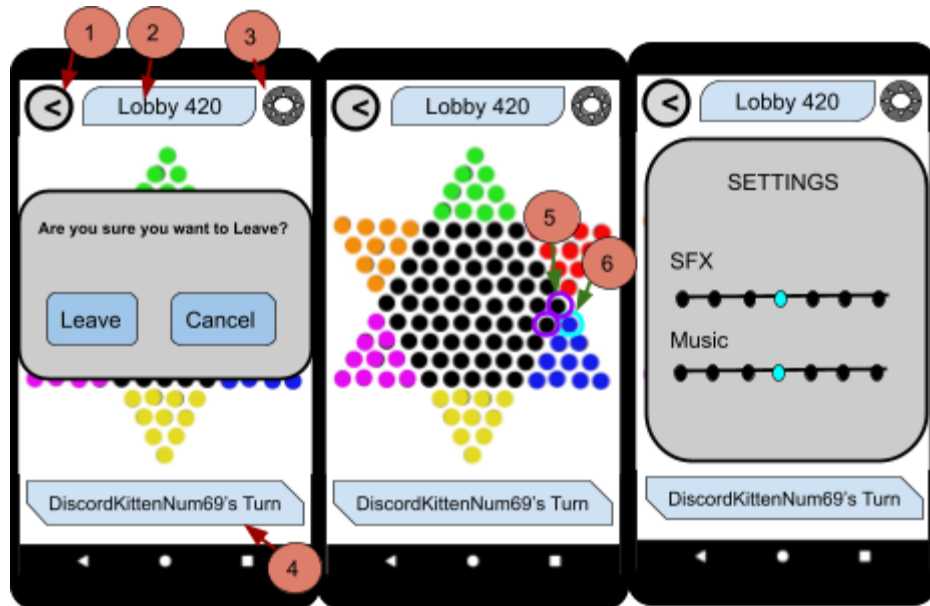 1
2
3
<
Lobby 420
Are you sure you want to Leave?
Leave
Cancel
DiscordKittenNum69's Turn
4
<
Lobby 420
5
6
DiscordKittenNum69's Turn
<
Lobby 420
SETTINGS
SFX
Music
DiscordKittenNum69's Turn